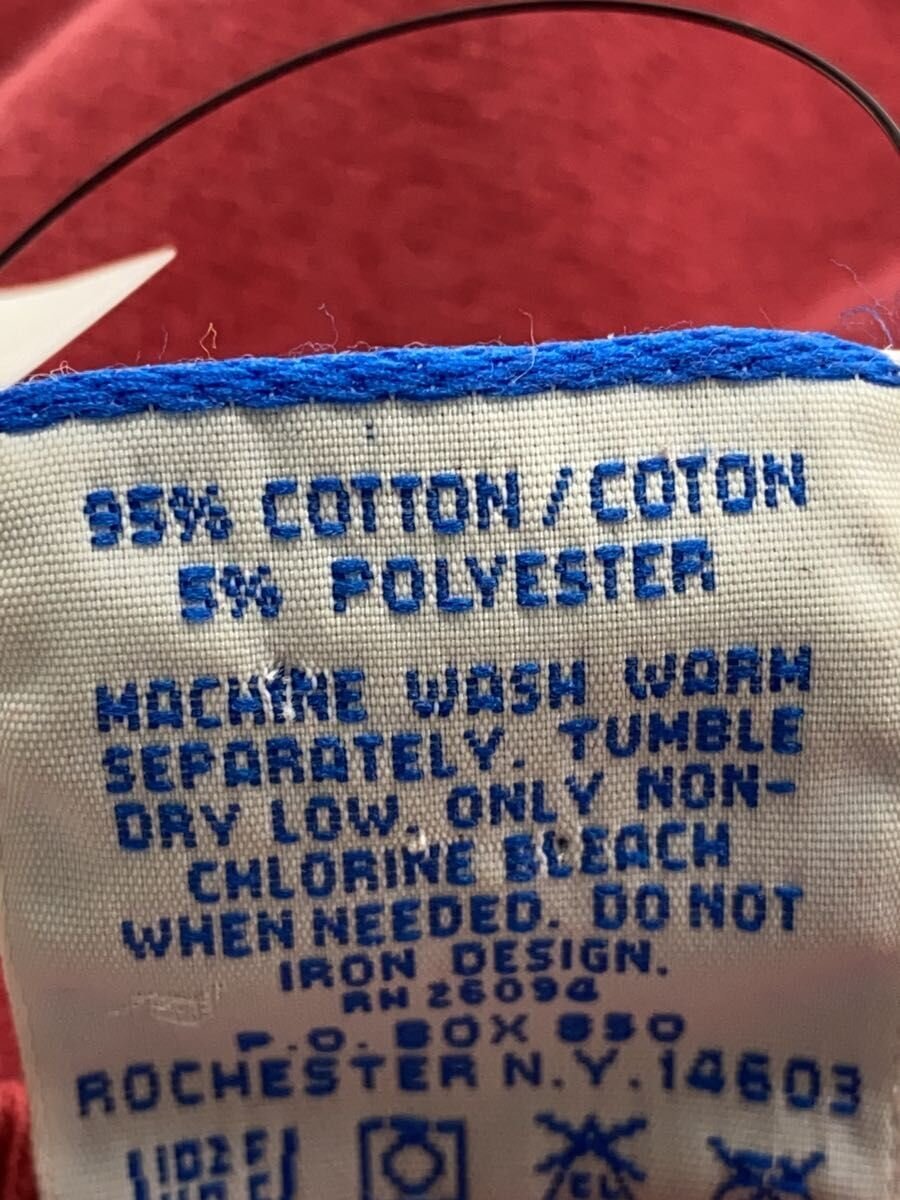 95% COTTON / COTON
5% POLYESTER
MACHINE WASH WARM
SEPARATELY. TUMBLE
DRY LOW. ONLY NON-
CHLORINE BLEACH
WHEN NEEDED. DO NOT
IRON DESIGN.
RN 26094
P.O. BOX 850
ROCHESTER N.Y. 14603